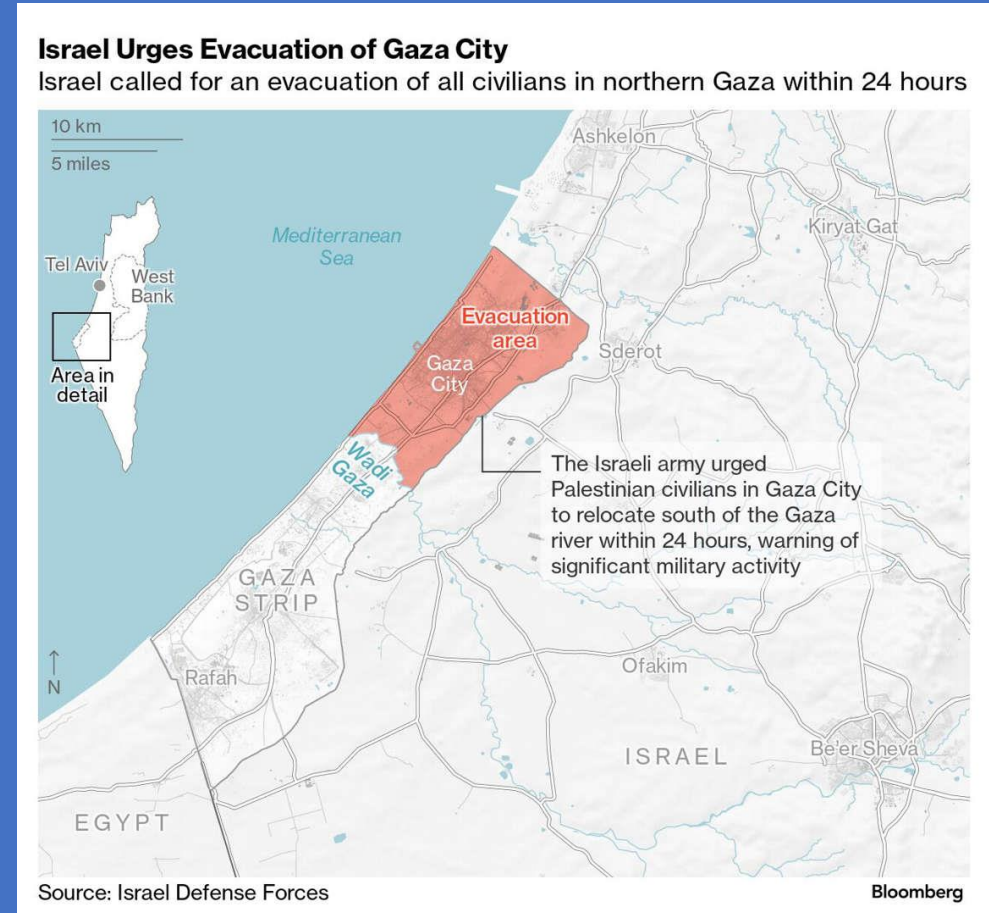 Israel Urges Evacuation of Gaza City
Israel called for an evacuation of all civilians in northern Gaza within 24 hours
10 km
5 miles
Ashkelon
Kiryat Gat
Mediterranean
Sea
Tel Aviv
West
Bank
Area in
detail
Evacuation
area
Gaza
City
Sderot
Wadi
Gaza
The Israeli army urged
Palestinian civilians in Gaza City
to relocate south of the Gaza
river within 24 hours, warning of
significant military activity
GAZA
STRIP
N
Rafah
Ofakim
ISRAEL
Be'er Sheva
EGYPT
Source: Israel Defense Forces
Bloomberg